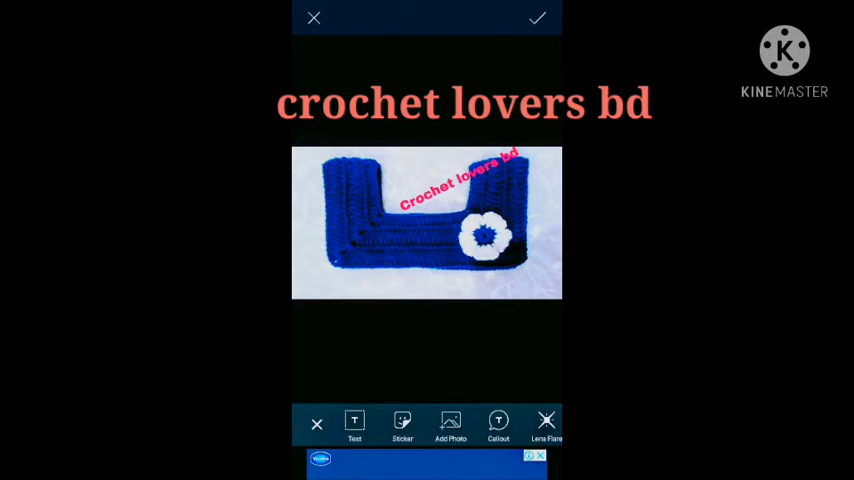 crochet lovers bd
K
KINEMASTER
Crochet lovers bd
T
T
Text
Sticker
Add Photo
Callout
Lens Flare